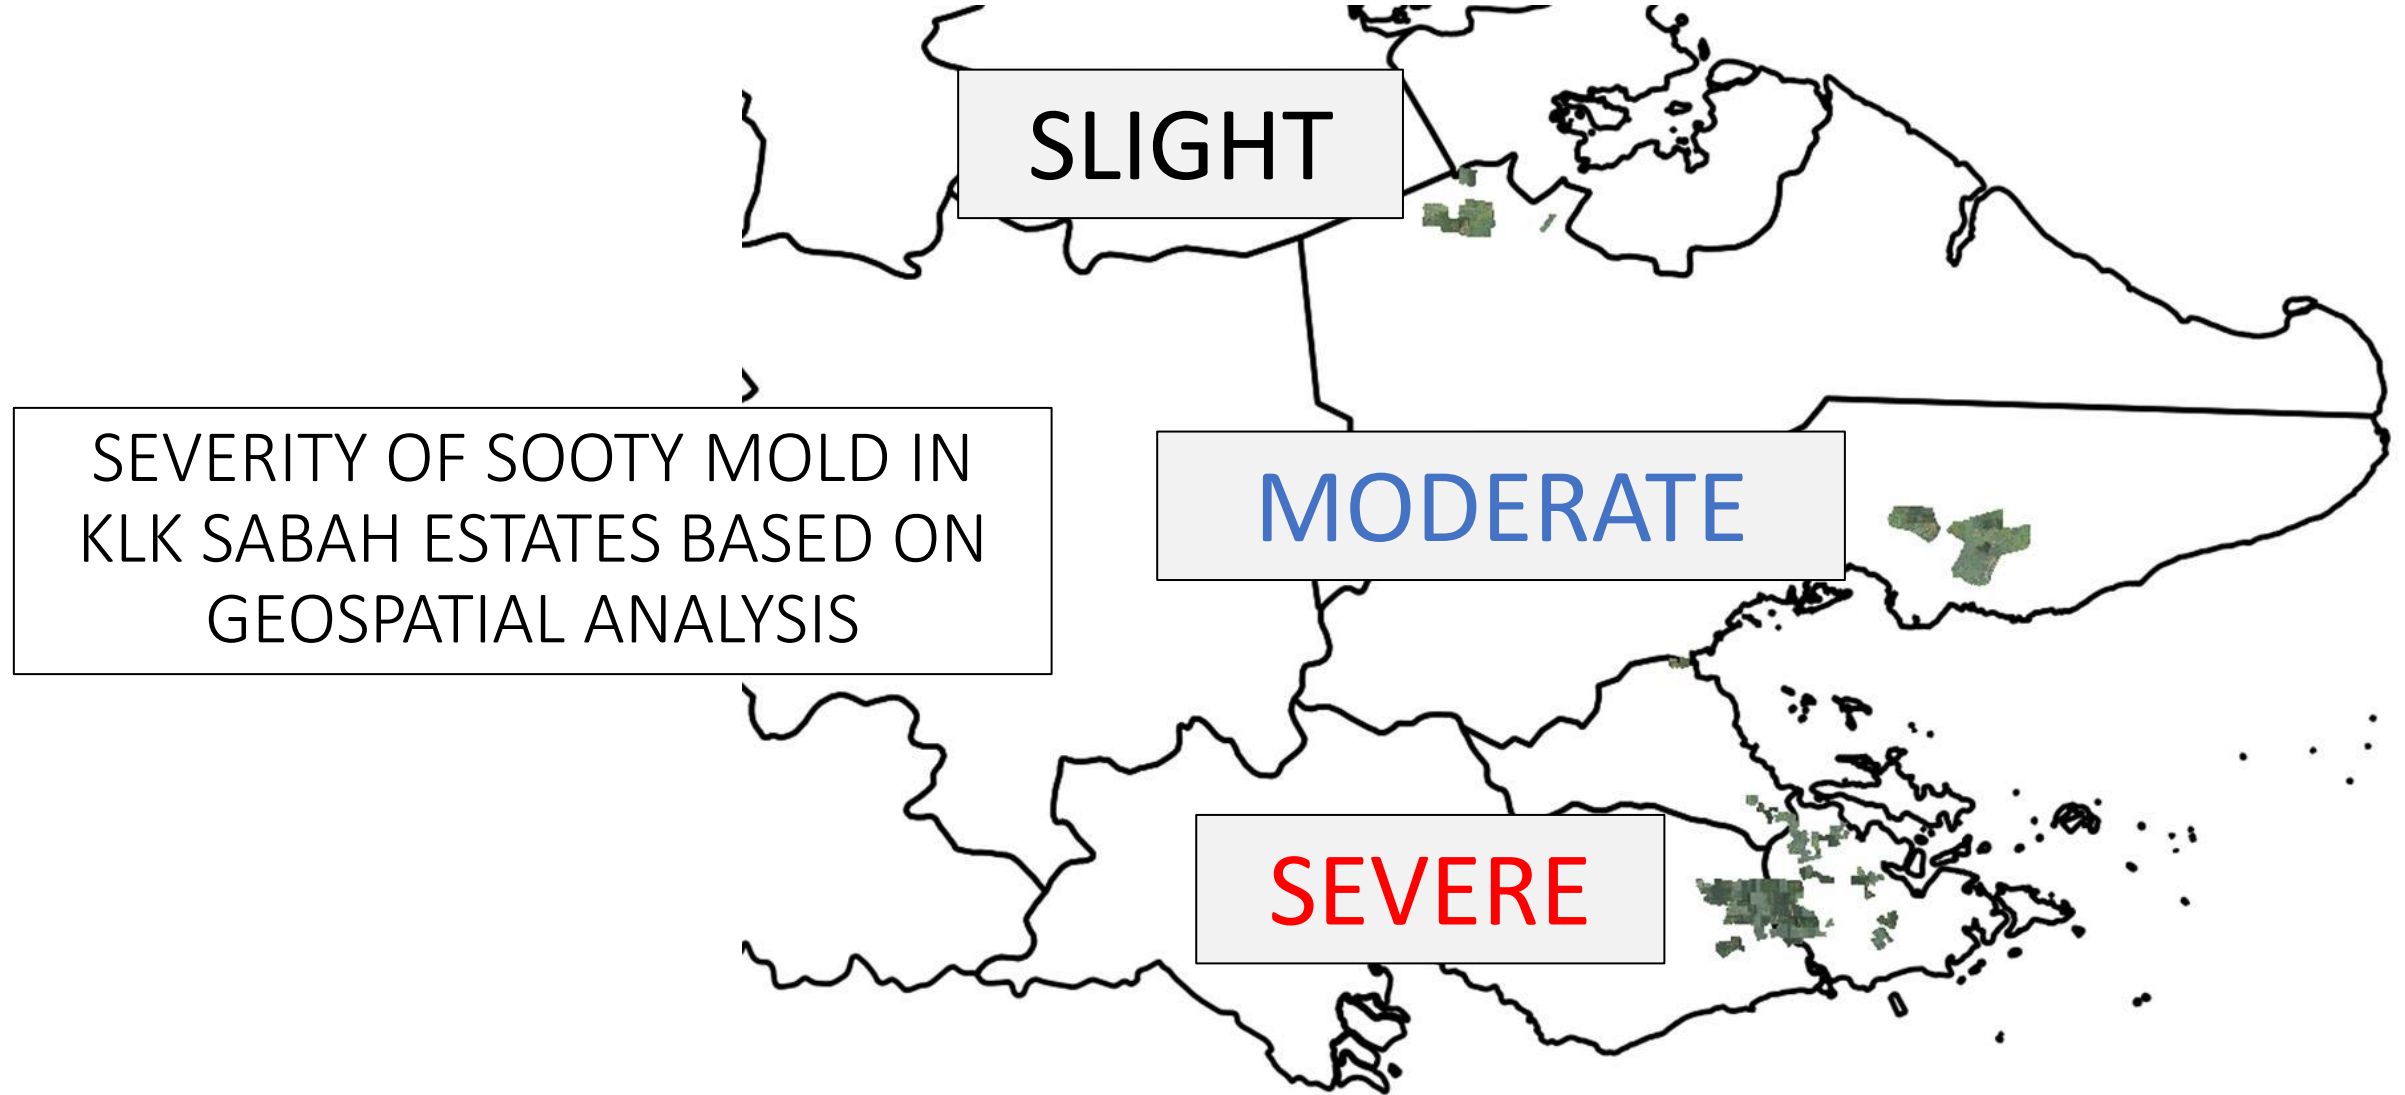 SLIGHT
SEVERITY OF SOOTY MOLD IN
KLK SABAH ESTATES BASED ON
GEOSPATIAL ANALYSIS
MODERATE
SEVERE